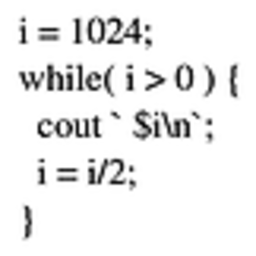 i = 1024;
while( i > 0 ) {
cout ` $i\n`;
i = i/2;
}